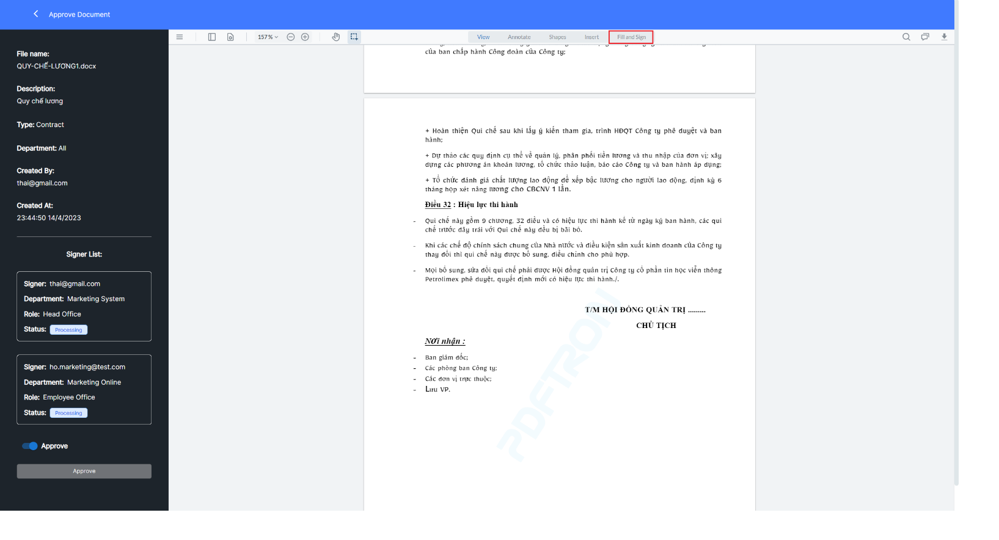 Approve Document
157%
View
Annotate
Shapes
Insert
Fill and Sign
File name:
QUY-CHẾ-LƯƠNG1.docx
Description:
Quy chế lương
Type: Contract
Department: All
Created By:
thai@gmail.com
Created At:
23:44:50 14/4/2023
Signer List:
Signer: thai@gmail.com
Department: Marketing System
Role: Head Office
Status: Processing
Signer: ho.marketing@test.com
Department: Marketing Online
Role: Employee Office
Status: Processing
Approve
Approve
của ban chấp hành Công đoàn của Công ty;
+ Hoàn thiện Qui chế sau khi lấy ý kiến tham gia, trình HĐQT Công ty phê duyệt và ban
hành;
+ Dự thảo các quy định cụ thể về quản lý, phân phối tiền lương và thu nhập của đơn vị; xây
dựng các phương án khoán lương, tổ chức thảo luận, báo cáo Công ty và ban hành áp dụng;
+ Tổ chức đánh giá chất lượng lao động để xếp bậc lương cho người lao động, định kỳ 6
tháng họp xét nâng lương cho CBCNV 1 lần.
Điều 32 : Hiệu lực thi hành
- Qui chế này gồm 9 chương, 32 điều và có hiệu lực thi hành kể từ ngày ký ban hành, các qui
chế trước đây trái với Qui chế này đều bị bãi bỏ.
- Khi các chế độ chính sách chung của Nhà nước và điều kiện sản xuất kinh doanh của Công ty
thay đổi thì qui chế này được bổ sung, điều chỉnh cho phù hợp.
- Mọi bổ sung, sửa đổi qui chế phải được Hội đồng quản trị Công ty cổ phần tin học viễn thông
Petrolimex phê duyệt, quyết định mới có hiệu lực thi hành./.
T/M HỘI ĐỒNG QUẢN TRỊ .........
CHỦ TỊCH
Nơi nhận :
- Ban giám đốc;
- Các phòng ban Công ty;
- Các đơn vị trực thuộc;
- Lưu VP.
PDFTRON